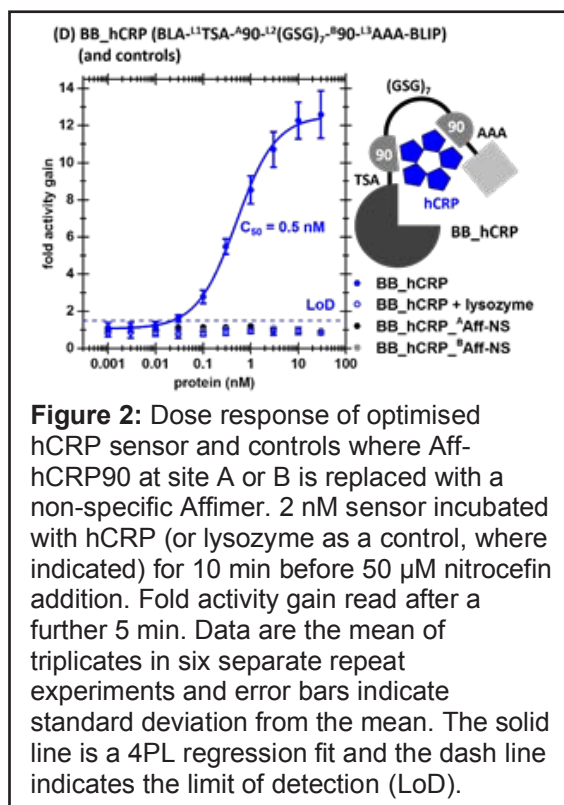 (D) BB_hCRP (BLA-L1TSA-A90-L2(GSG)7-B90-L3AAA-BLIP)
(and controls)
14
12
10
8
6
4
2
0
fold activity gain
C50 = 0.5 nM
LoD
0.001 0.01 0.1 1 10 100
protein (nM)
(GSG)7
90
90
AAA
TSA
hCRP
BB_hCRP
BB_hCRP
BB_hCRP + lysozyme
BB_hCRP_AAff-NS
BB_hCRP_BAff-NS
Figure 2: Dose response of optimised
hCRP sensor and controls where Aff-
hCRP90 at site A or B is replaced with a
non-specific Affimer. 2 nM sensor incubated
with hCRP (or lysozyme as a control, where
indicated) for 10 min before 50 µM nitrocefin
addition. Fold activity gain read after a
further 5 min. Data are the mean of
triplicates in six separate repeat
experiments and error bars indicate
standard deviation from the mean. The solid
line is a 4PL regression fit and the dash line
indicates the limit of detection (LoD).